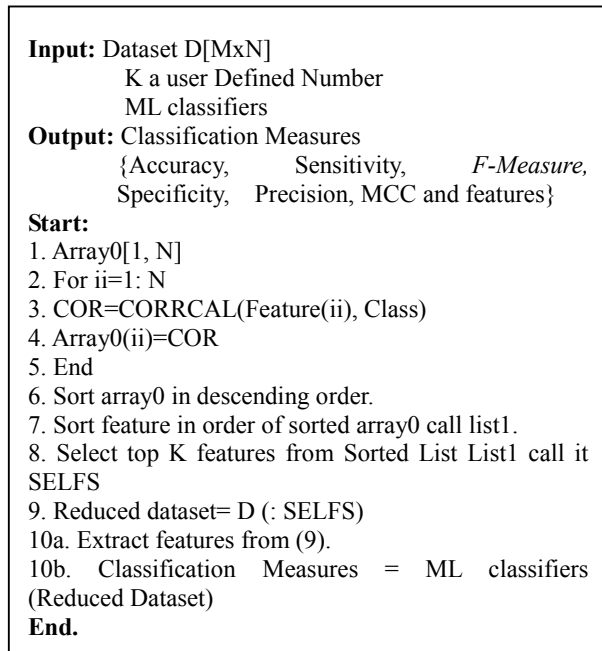 Input: Dataset D[MxN]
K a user Defined Number
ML classifiers
Output: Classification Measures
{Accuracy, Sensitivity, F-Measure,
Specificity, Precision, MCC and features}
Start:
1. Array0[1, N]
2. For ii=1: N
3. COR=CORRCAL(Feature(ii), Class)
4. Array0(ii)=COR
5. End
6. Sort array0 in descending order.
7. Sort feature in order of sorted array0 call list1.
8. Select top K features from Sorted List List1 call it
SELFS
9. Reduced dataset= D (: SELFS)
10a. Extract features from (9).
10b. Classification Measures = ML classifiers
(Reduced Dataset)
End.